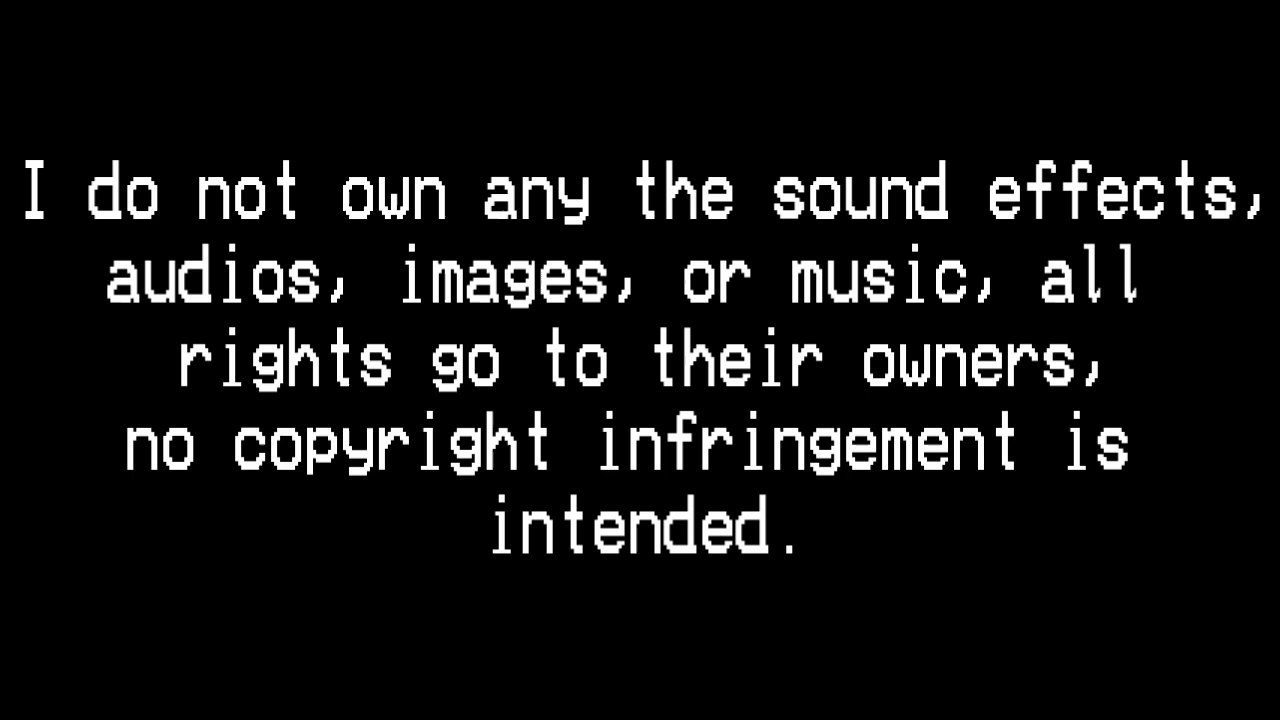 I do not own any the sound effects,
audios, images, or music, all
rights go to their owners,
no copyright infringement is
intended.